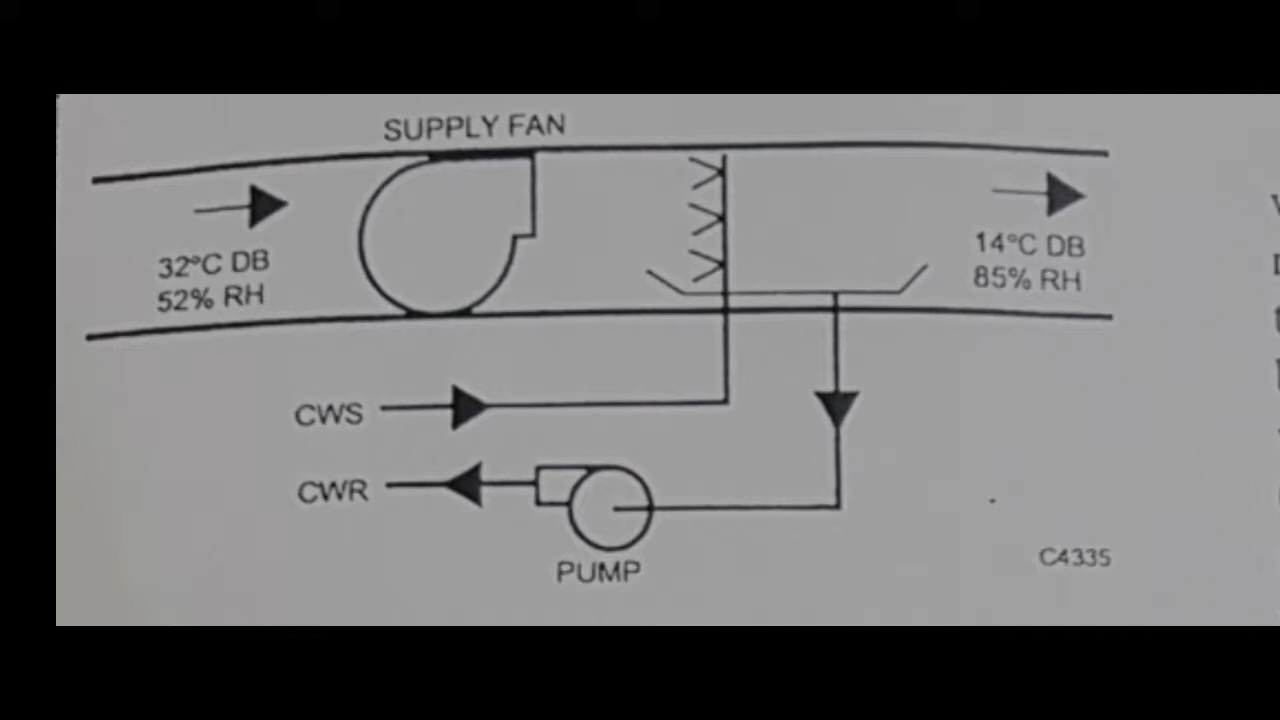 SUPPLY FAN
32°C DB
52% RH
14°C DB
85% RH
CWS
CWR
PUMP
C4335